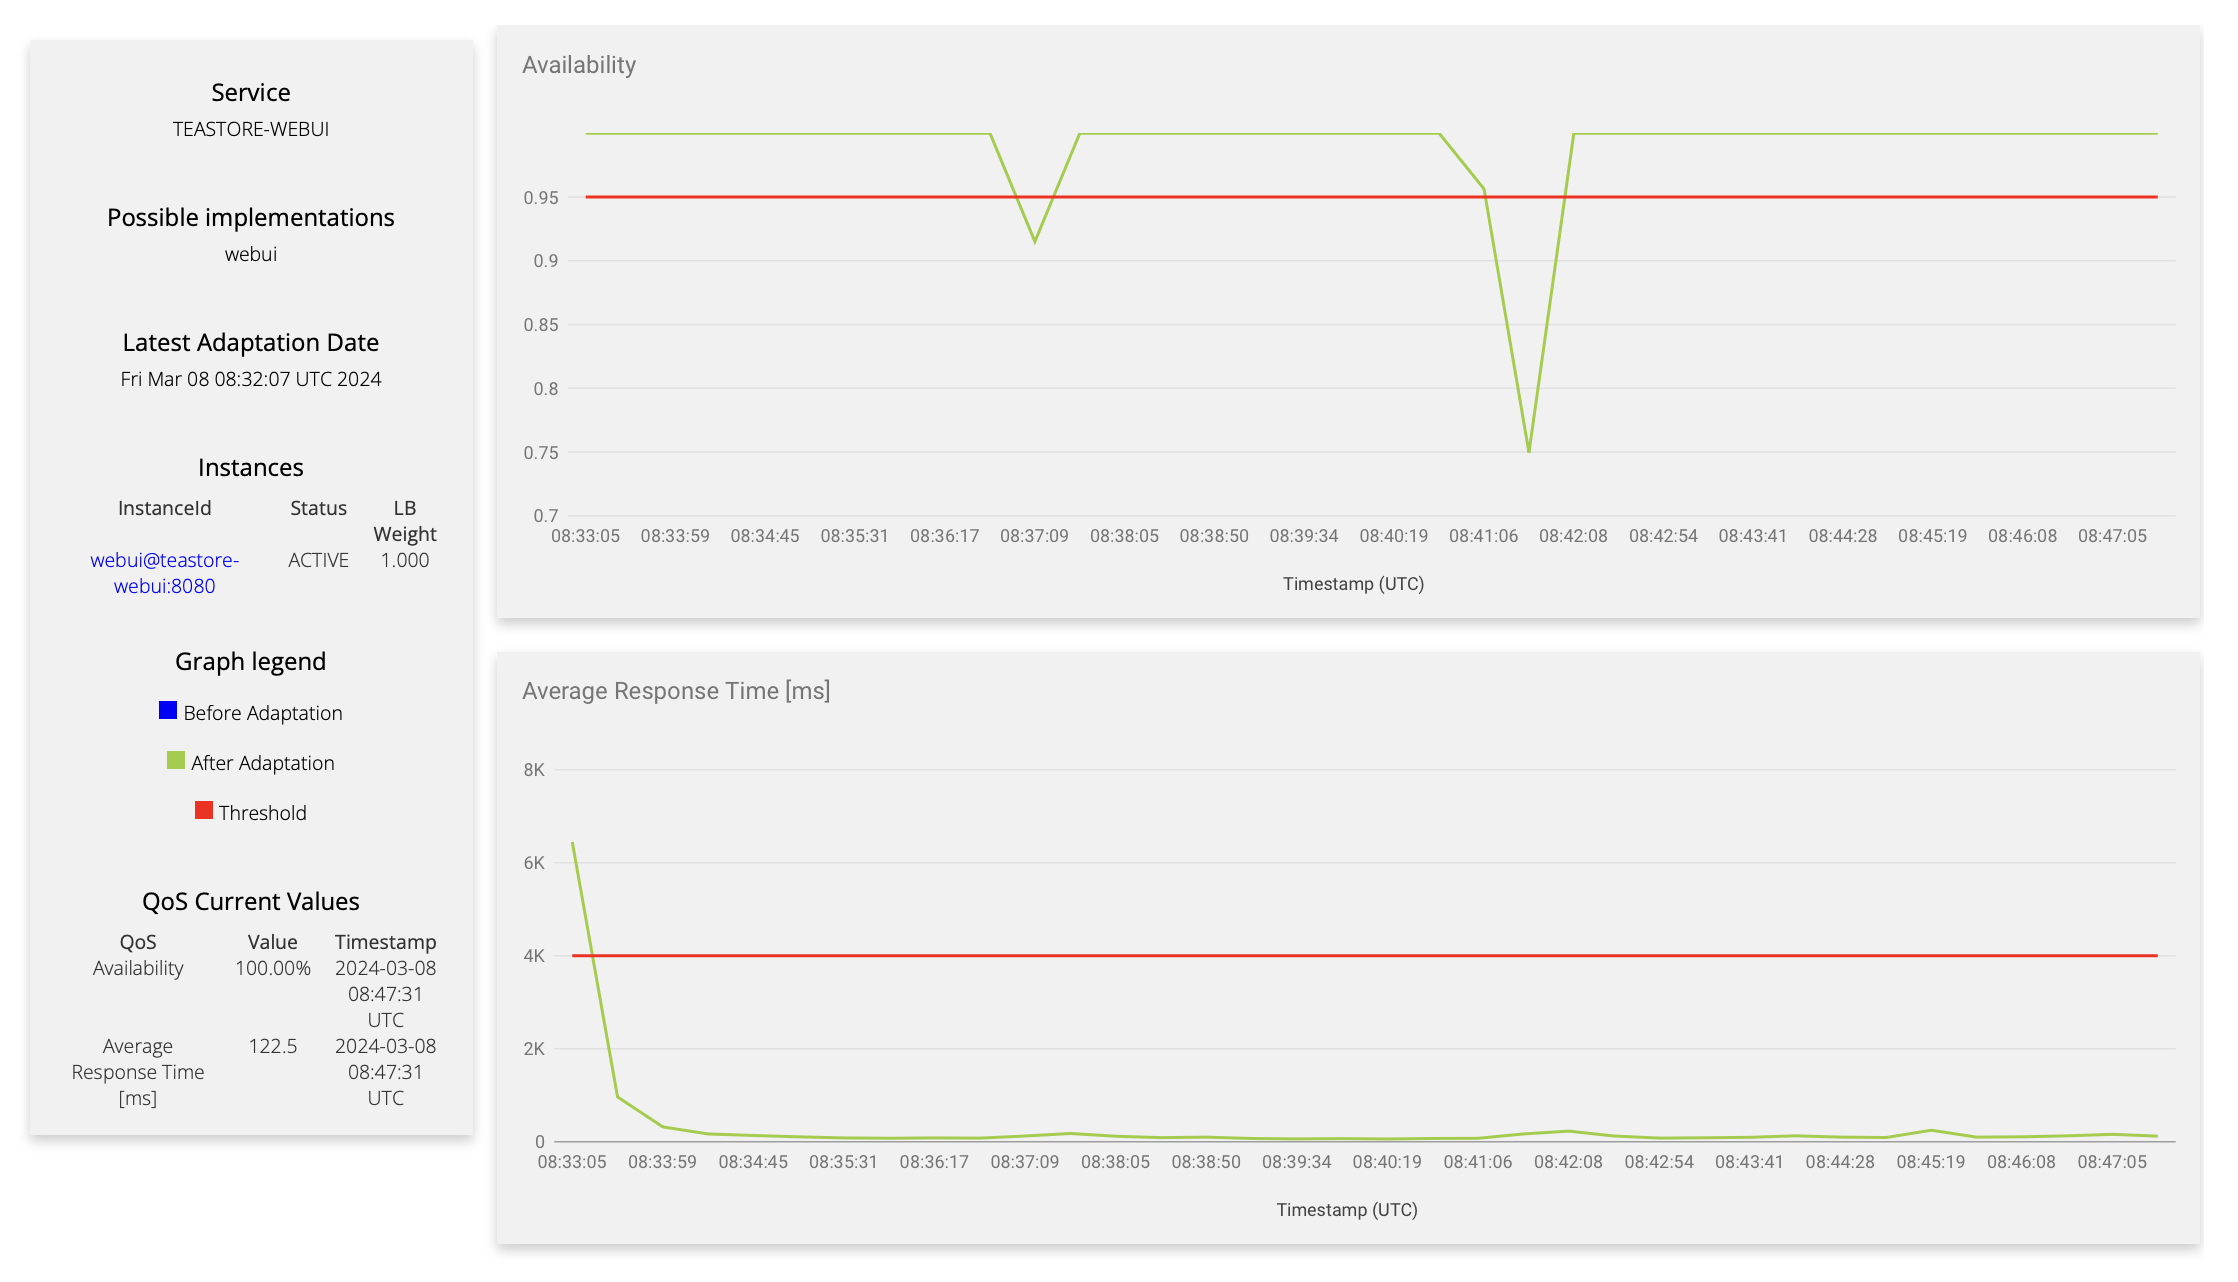 Service
TEASTORE-WEBUI
Possible implementations
webui
Latest Adaptation Date
Fri Mar 08 08:32:07 UTC 2024
Instances
InstanceId Status LB
Weight
webui@teastore- ACTIVE 1.000
webui:8080
Graph legend
Before Adaptation
After Adaptation
Threshold
QoS Current Values
QoS Value Timestamp
Availability 100.00% 2024-03-08
08:47:31
UTC
Average 122.5 2024-03-08
Response Time 08:47:31
[ms] UTC
Availability
0.95
0.9
0.85
0.8
0.75
0.7
08:33:05 08:33:59 08:34:45 08:35:31 08:36:17 08:37:09 08:38:05 08:38:50 08:39:34 08:40:19 08:41:06 08:42:08 08:42:54 08:43:41 08:44:28 08:45:19 08:46:08 08:47:05
Timestamp (UTC)
Average Response Time [ms]
8K
6K
4K
2K
0
08:33:05 08:33:59 08:34:45 08:35:31 08:36:17 08:37:09 08:38:05 08:38:50 08:39:34 08:40:19 08:41:06 08:42:08 08:42:54 08:43:41 08:44:28 08:45:19 08:46:08 08:47:05
Timestamp (UTC)